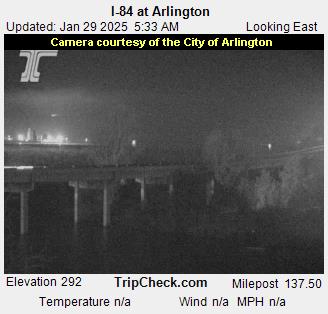 I-84 at Arlington
Updated: Jan 29 2025 5:33 AM Looking East
Camera courtesy of the City of Arlington
Elevation 292 TripCheck.com Milepost 137.50
Temperature n/a Wind n/a MPH n/a